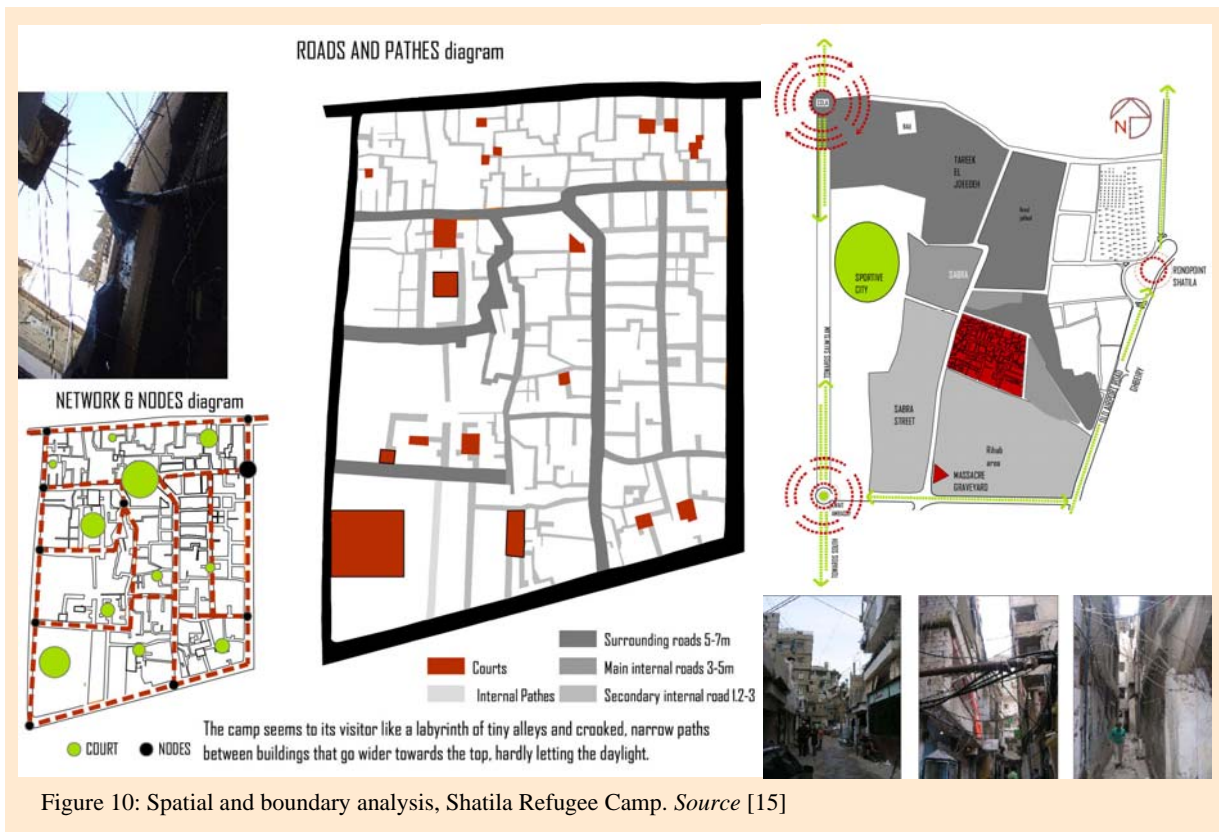 ROADS AND PATHES diagram
NETWORK & NODES diagram
COURT
NODES
Courts
Internal Pathes
Surrounding roads 5-7m
Main internal roads 3-5m
Secondary internal road 1.2-3
The camp seems to its visitor like a labyrinth of tiny alleys and crooked, narrow paths
between buildings that go wider towards the top, hardly letting the daylight.
N
TAREEK
EL
JDEEDEH
SPORTIVE
CITY
SABRA
RONDPOINT
SHATILA
SABRA
STREET
Rihab
area
MASSACRE
GRAVEYARD
GHBEIRY
TOWARDS SOUTH
Figure 10: Spatial and boundary analysis, Shatila Refugee Camp. Source [15]